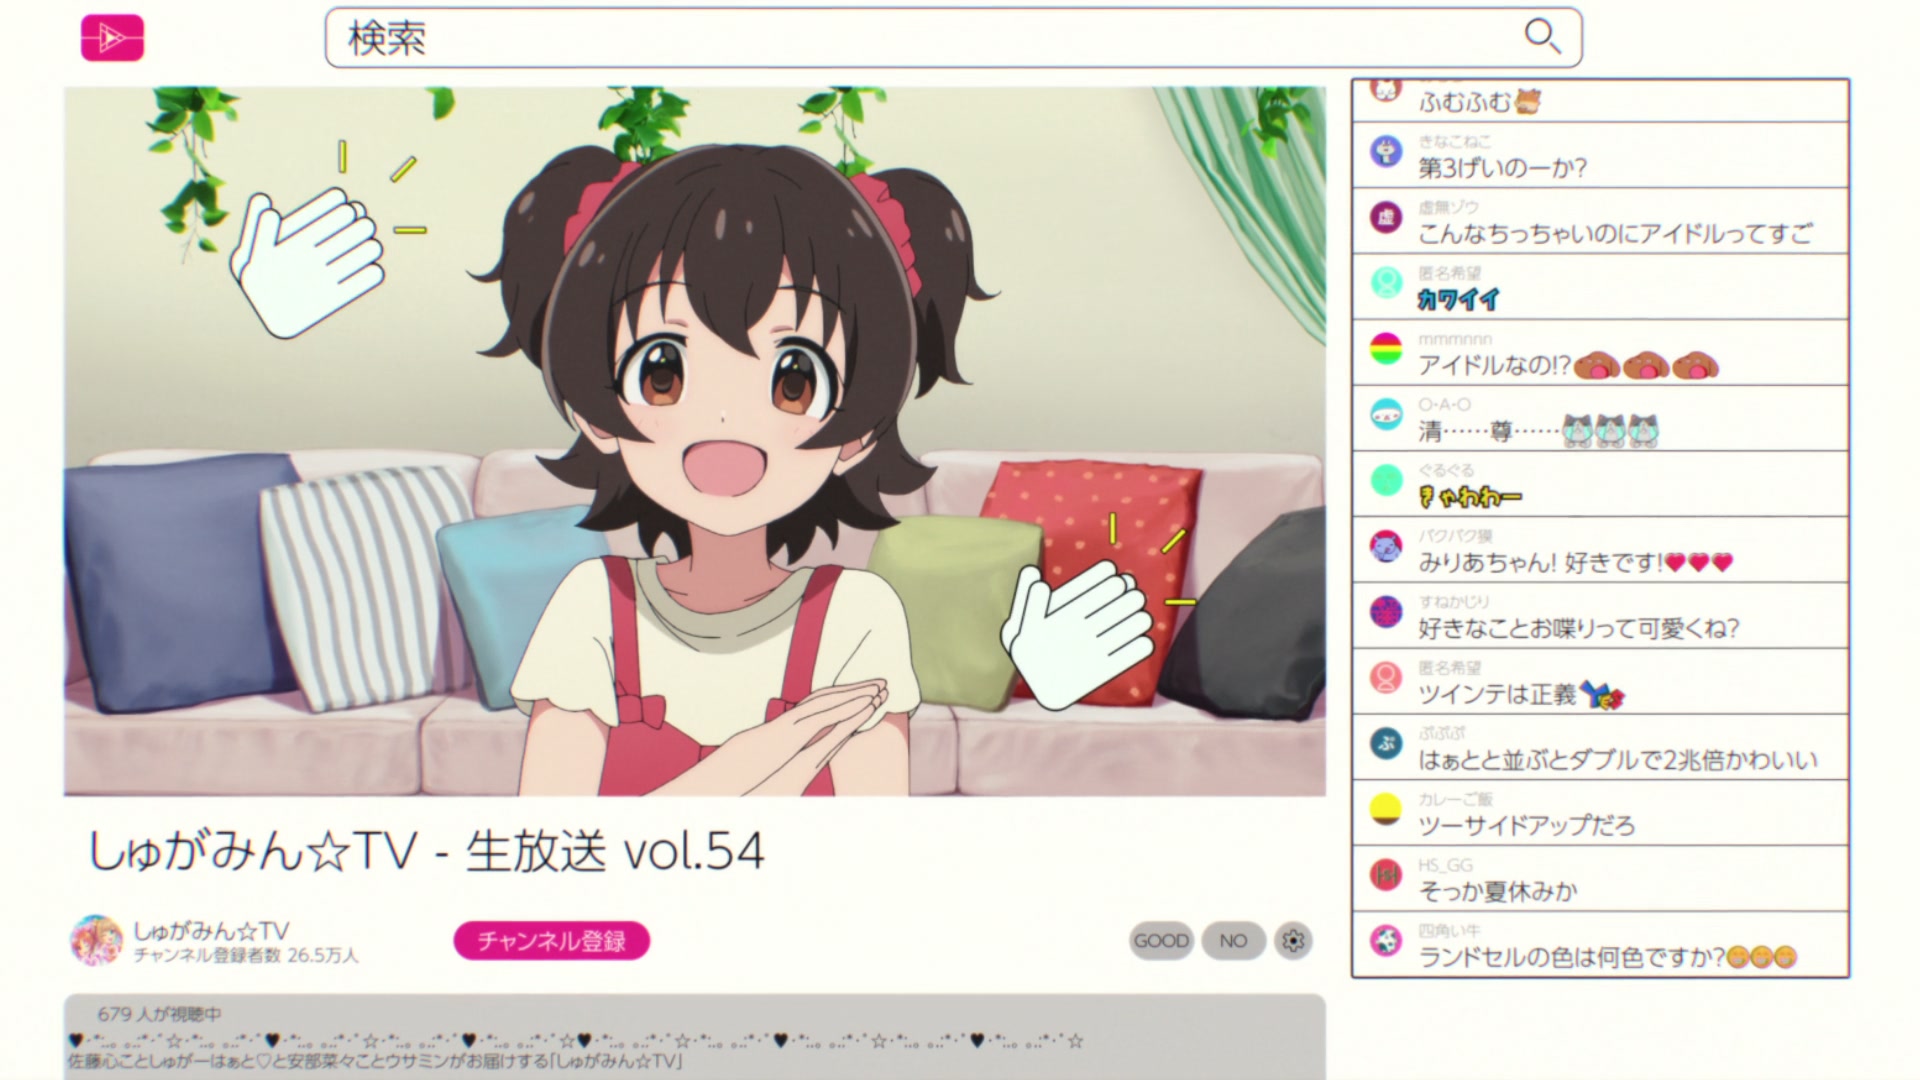 検索
ふむふむ
きなこねこ
第3げいのーか?
虚
虚無ゾウ
こんなちっちゃいのにアイドルってすご
匿名希望
カワイイ
mmmnnn
アイドルなの!?
O・A・O
清……尊……
ぐるぐる
きゃわわー
バクバク獏
みりあちゃん! 好きです!♥♥♥
すねかじり
好きなことお喋りって可愛くね?
匿名希望
ツインテは正義
ぶ
ぶぶぶ
はぁとと並ぶとダブルで2兆倍かわいい
カレーご飯
ツーサイドアップだろ
HS_GG
そっか夏休みか
四角い牛
ランドセルの色は何色ですか?
しゅがみん☆TV - 生放送 vol.54
しゅがみん☆TV
チャンネル登録者数 26.5万人
チャンネル登録
GOOD
NO
679 人が視聴中
佐藤心ことしゅがーはぁと♡と安部菜々ことウサミンがお届けする「しゅがみん☆TV」